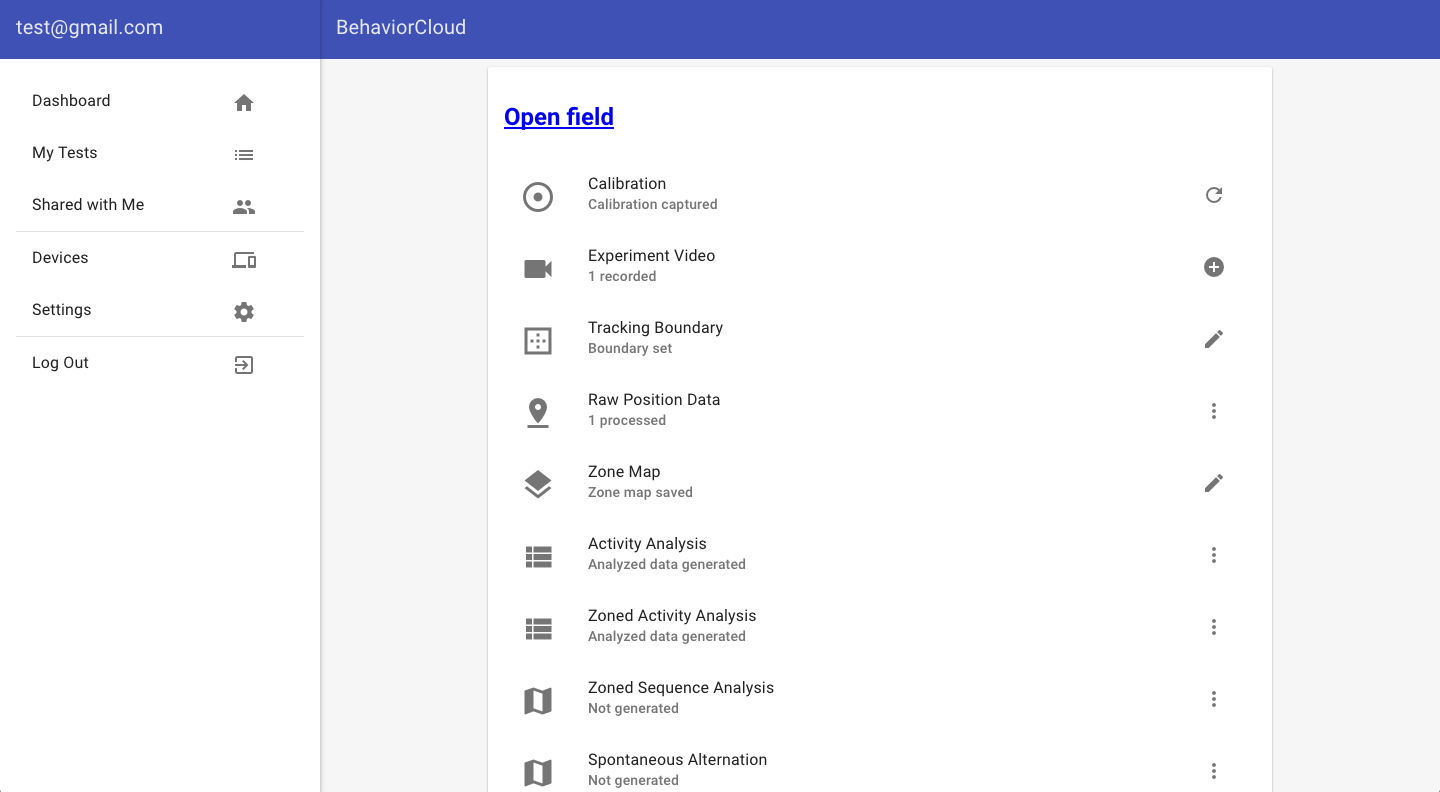 test@gmail.com
BehaviorCloud
Dashboard
My Tests
Shared with Me
Devices
Settings
Log Out
Open field
Calibration
Calibration captured
Experiment Video
1 recorded
Tracking Boundary
Boundary set
Raw Position Data
1 processed
Zone Map
Zone map saved
Activity Analysis
Analyzed data generated
Zoned Activity Analysis
Analyzed data generated
Zoned Sequence Analysis
Not generated
Spontaneous Alternation
Not generated